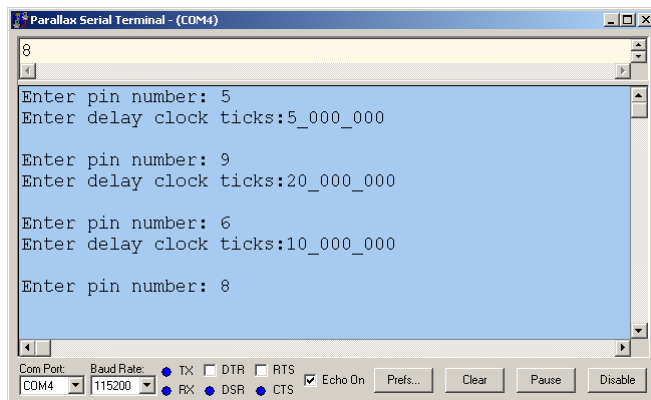 Parallax Serial Terminal - (COM4)
8
Enter pin number: 5
Enter delay clock ticks:5_000_000
Enter pin number: 9
Enter delay clock ticks:20_000_000
Enter pin number: 6
Enter delay clock ticks:10_000_000
Enter pin number: 8
Com Port: Baud Rate: TX DTR RTS
COM4 115200 RX DSR CTS Echo On Prefs... Clear Pause Disable